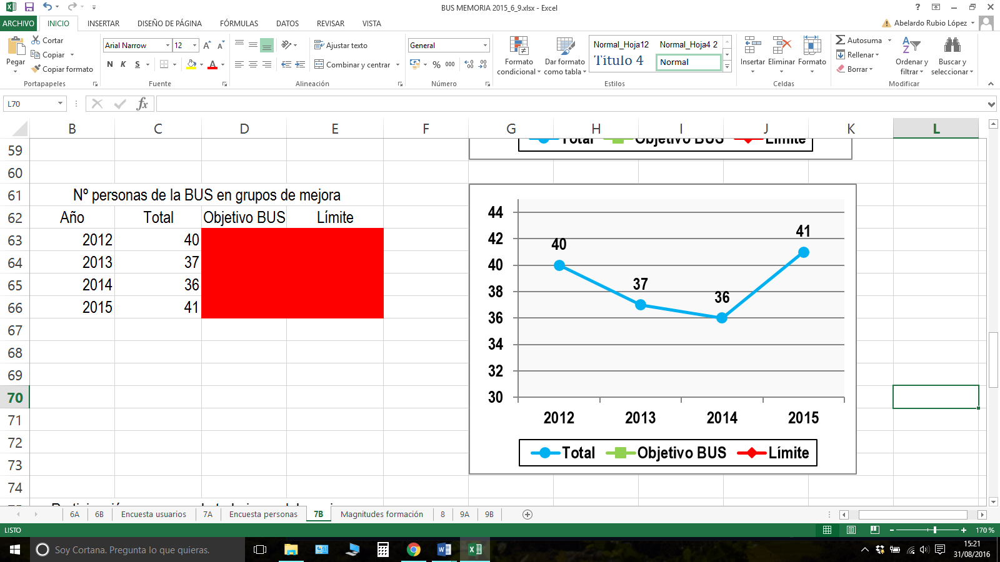 BUS MEMORIA 2015_6_9.xlsx - Excel
?
ARCHIVO INICIO INSERTAR DISEÑO DE PÁGINA FÓRMULAS DATOS REVISAR VISTA
Abelardo Rubio López
Pegar
Cortar
Copiar
Copiar formato
Portapapeles
Arial Narrow 12
N K S
Fuente
Ajustar texto
Combinar y centrar
Alineación
General
% 000
Número
Formato condicional
Dar formato como tabla
Normal_Hoja12 Normal_Hoja4 2
Título 4 Normal
Estilos
Insertar Eliminar Formato
Celdas
Autosuma
Rellenar
Borrar
Ordenar y filtrar
Buscar y seleccionar
Modificar
L70 fx
B C D E F G H I J K L
59
Total Objetivo BUS Límite
60
61 Nº personas de la BUS en grupos de mejora
62 Año Total Objetivo BUS Límite
63 2012 40
64 2013 37
65 2014 36
66 2015 41
67
68
69
70
71
72
73
74
44
42
40
38
36
34
32
30
40
37
36
41
2012 2013 2014 2015
Total Objetivo BUS Límite
6A 6B Encuesta usuarios 7A Encuesta personas 7B Magnitudes formación 8 9A 9B
LISTO
170 %
Soy Cortana. Pregunta lo que quieras.
15:21
31/08/2016